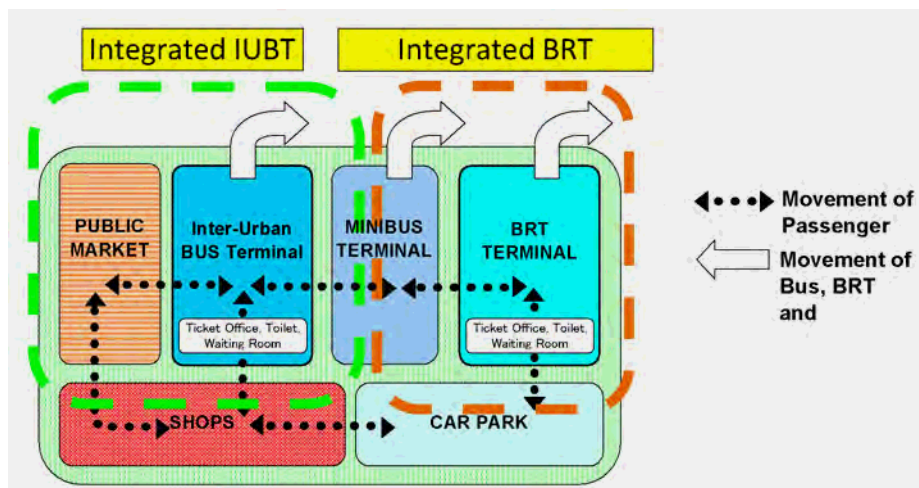 Integrated IUBT
Integrated BRT
PUBLIC
MARKET
Inter-Urban
BUS Terminal
MINIBUS
TERMINAL
BRT
TERMINAL
Ticket Office, Toilet,
Waiting Room
Ticket Office, Toilet,
Waiting Room
SHOPS
CAR PARK
Movement of
Passenger
Movement of
Bus, BRT
and